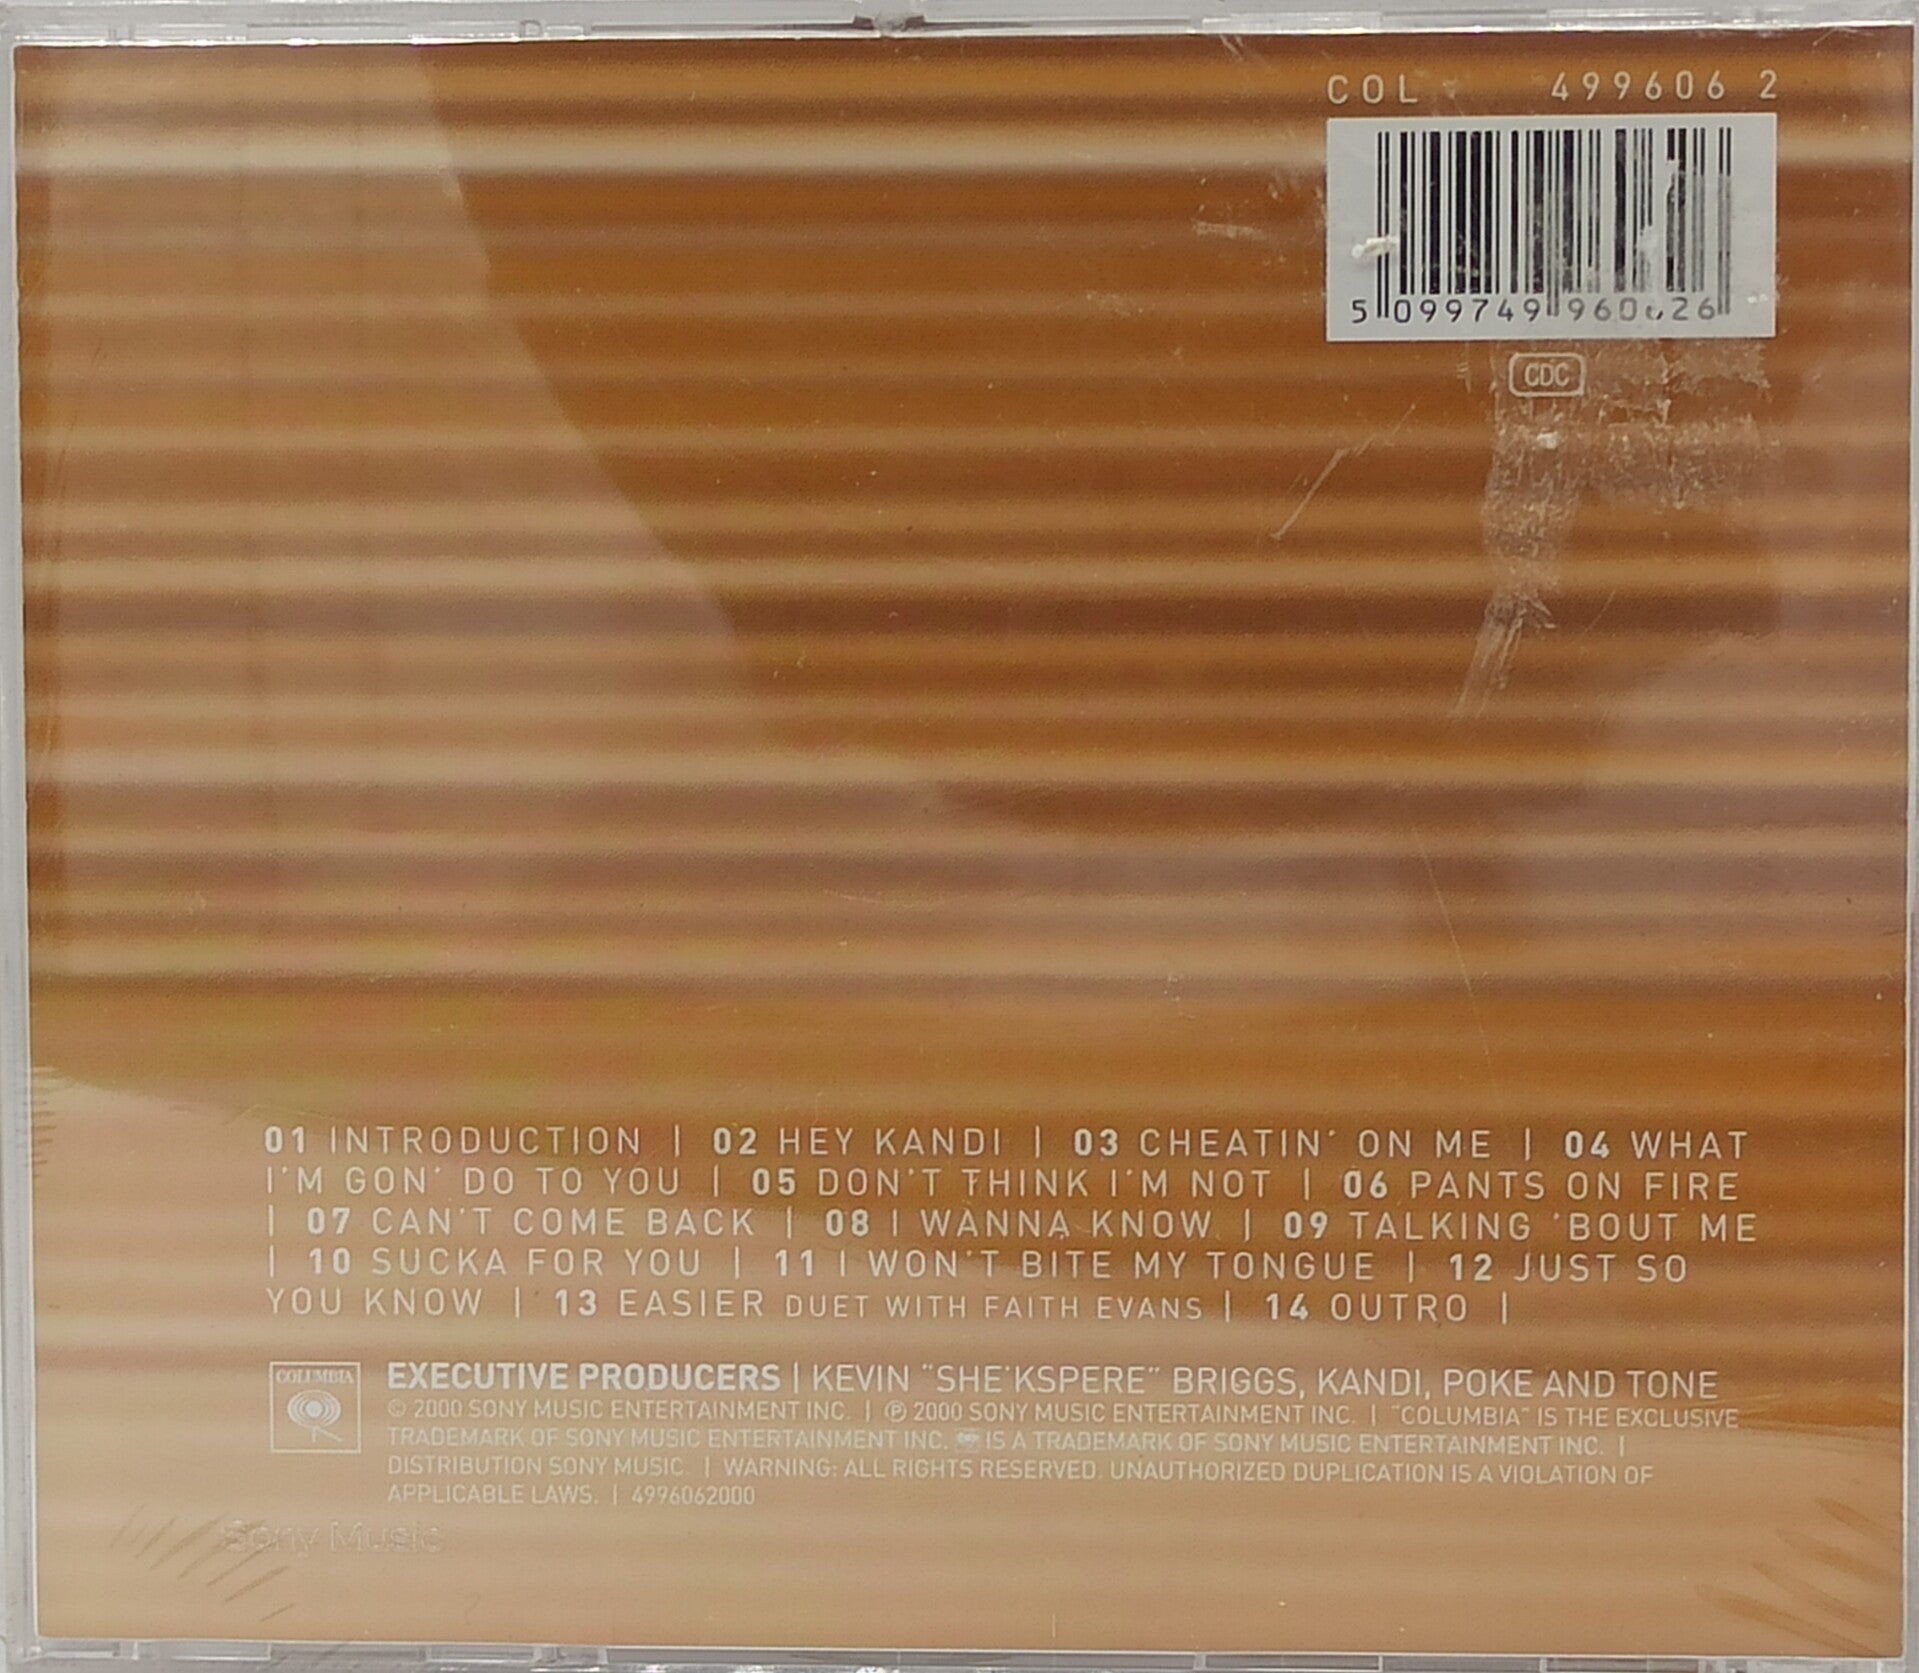 COL 499606 2
5 099749 960626
CDC
01 INTRODUCTION | 02 HEY KANDI | 03 CHEATIN' ON ME | 04 WHAT
I'M GON' DO TO YOU | 05 DON'T THINK I'M NOT | 06 PANTS ON FIRE
| 07 CAN'T COME BACK | 08 I WANNA KNOW | 09 TALKING 'BOUT ME
| 10 SUCKA FOR YOU | 11 I WON'T BITE MY TONGUE | 12 JUST SO
YOU KNOW | 13 EASIER DUET WITH FAITH EVANS | 14 OUTRO |
COLUMBIA
EXECUTIVE PRODUCERS | KEVIN "SHE'KSPERE" BRIGGS, KANDI, POKE AND TONE
© 2000 SONY MUSIC ENTERTAINMENT INC. | ℗ 2000 SONY MUSIC ENTERTAINMENT INC. | "COLUMBIA" IS THE EXCLUSIVE
TRADEMARK OF SONY MUSIC ENTERTAINMENT INC. IS A TRADEMARK OF SONY MUSIC ENTERTAINMENT INC. |
DISTRIBUTION SONY MUSIC. | WARNING: ALL RIGHTS RESERVED. UNAUTHORIZED DUPLICATION IS A VIOLATION OF
APPLICABLE LAWS. | 4996062000
Sony Music